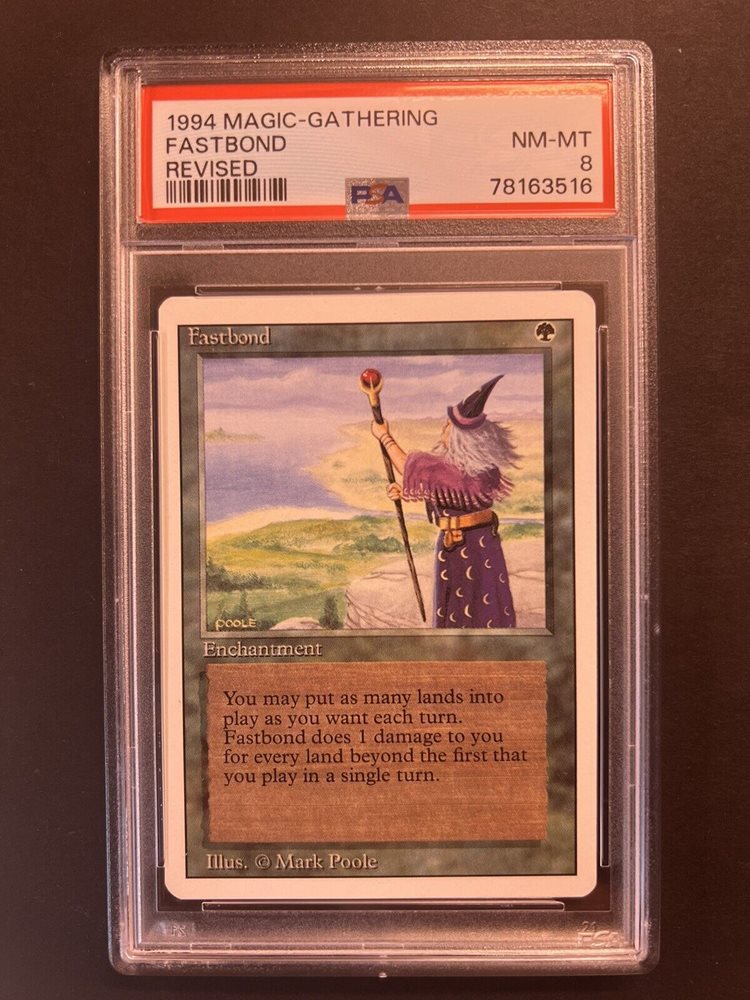 1994 MAGIC-GATHERING
FASTBOND
REVISED
NM-MT
8
78163516
PSA
Fastbond
POOLE
Enchantment
You may put as many lands into
play as you want each turn.
Fastbond does 1 damage to you
for every land beyond the first that
you play in a single turn.
Illus. © Mark Poole